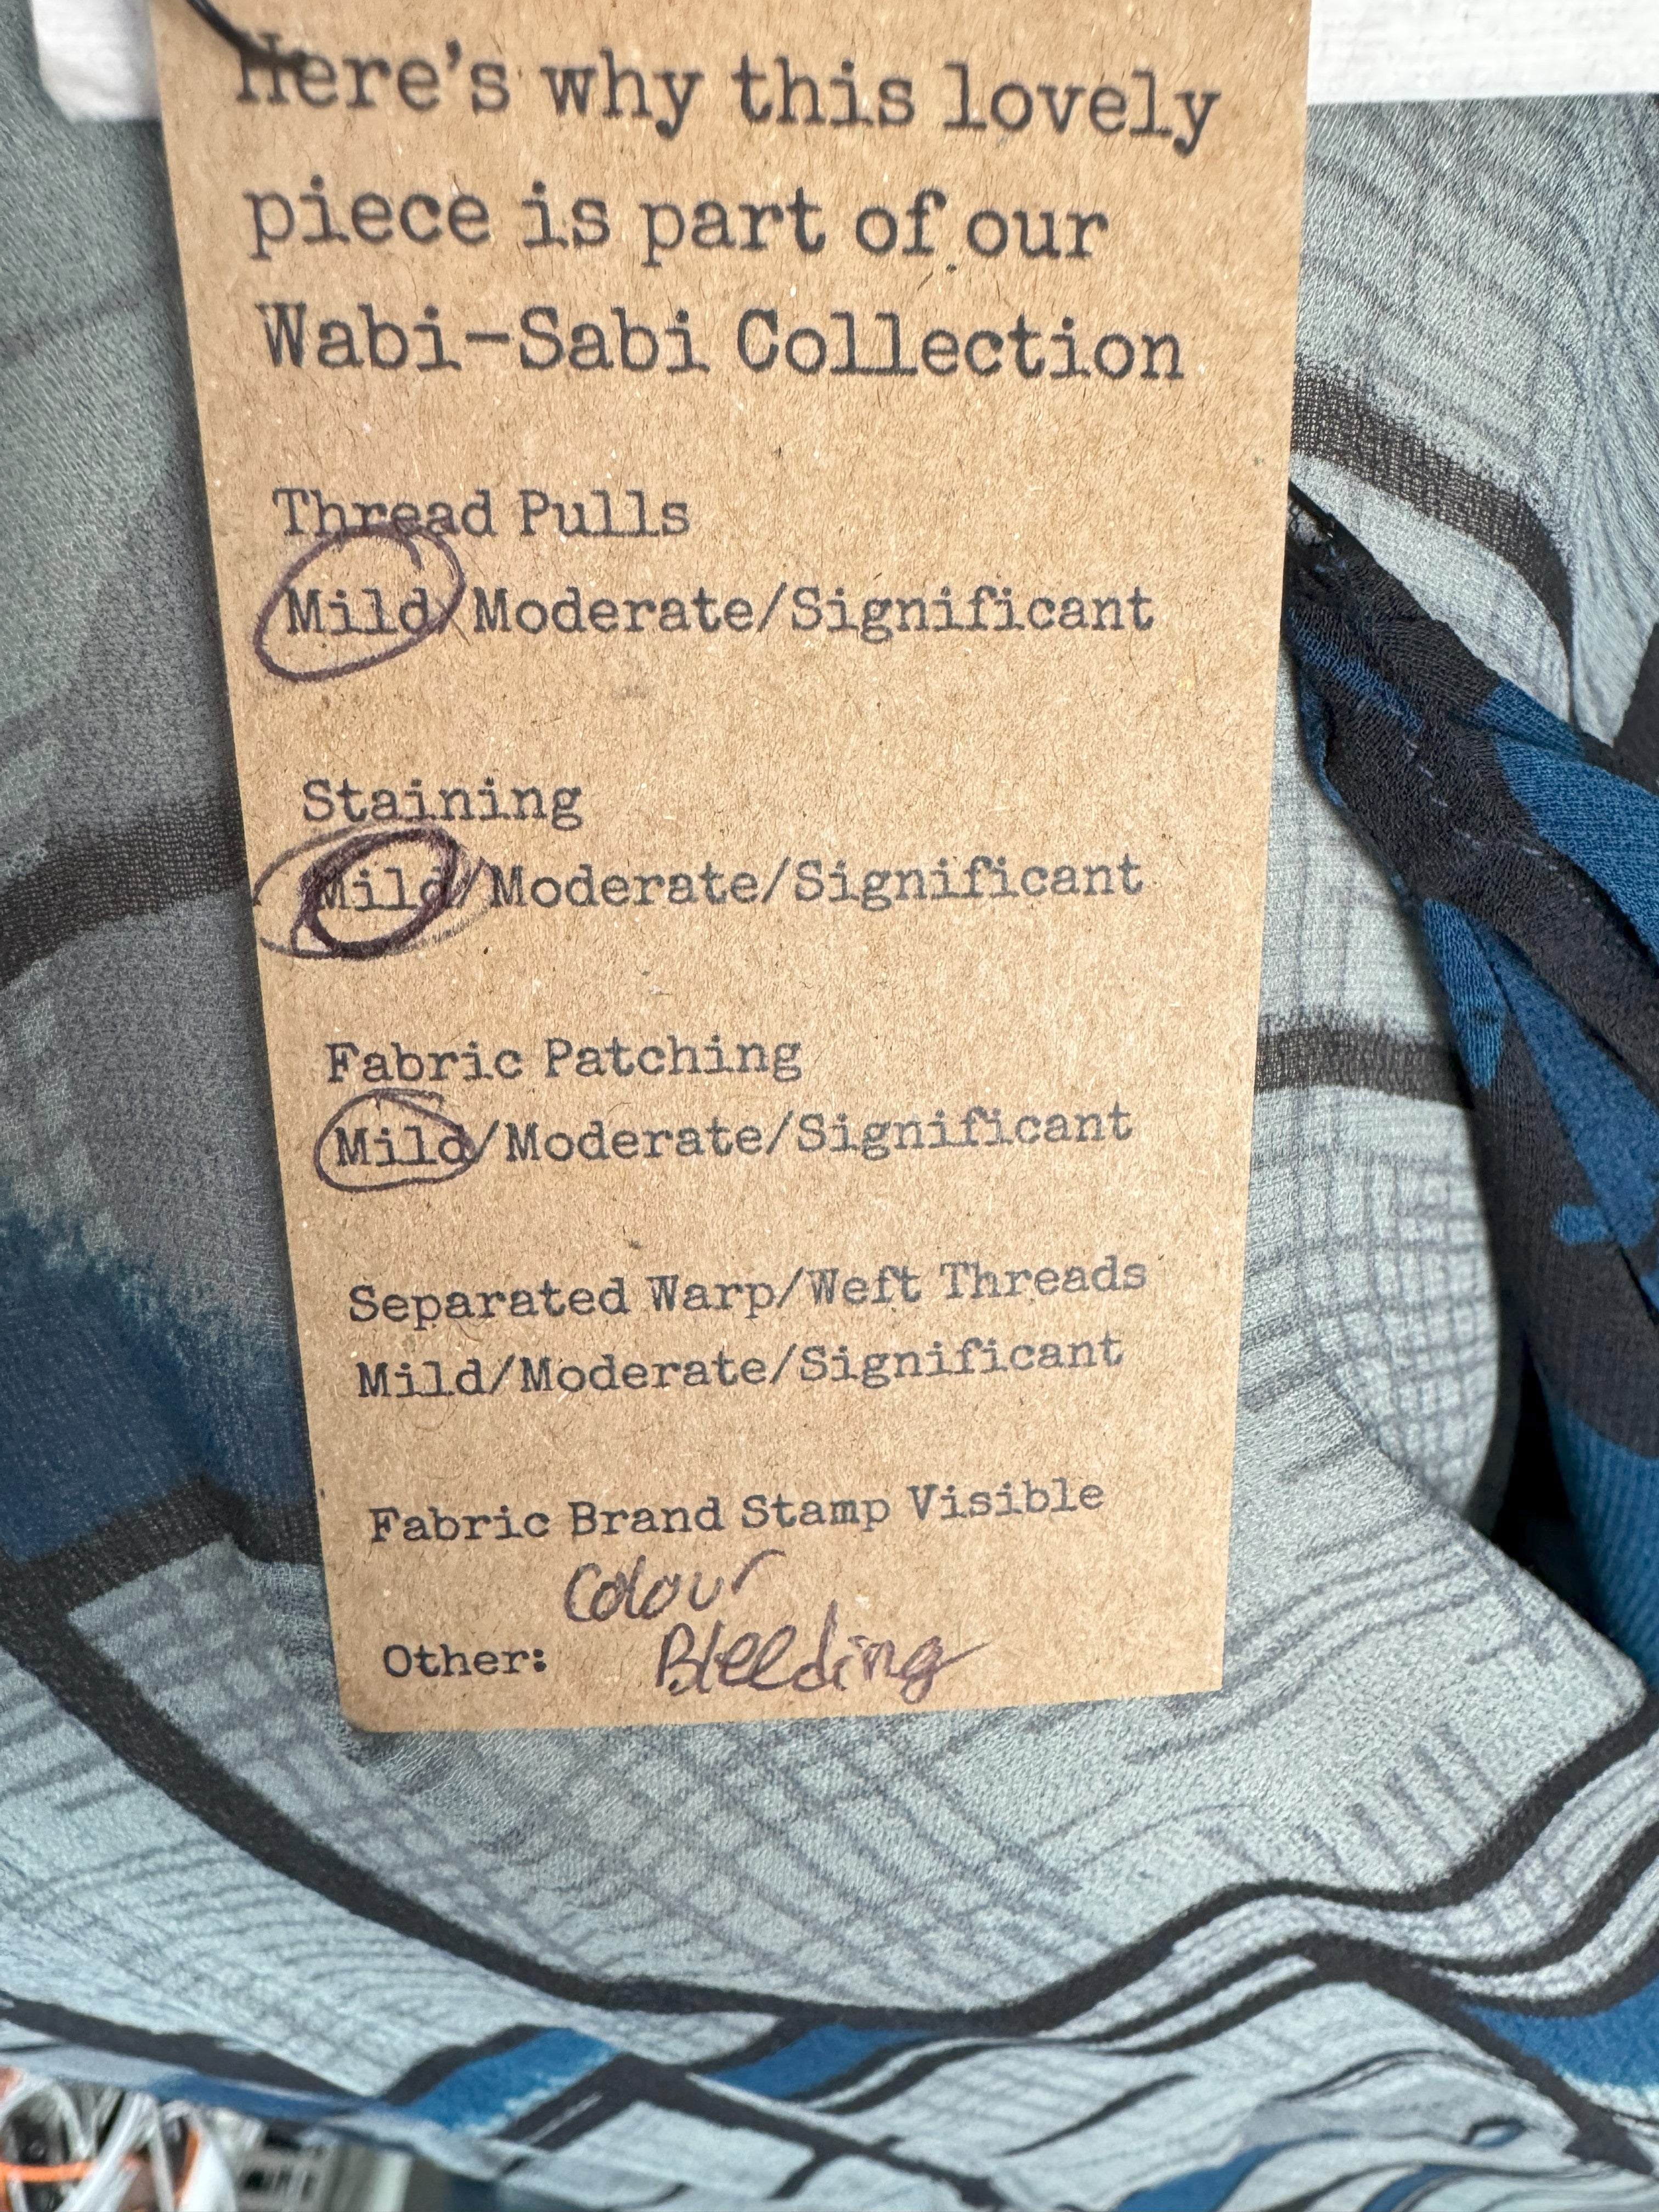 Here's why this lovely
piece is part of our
Wabi-Sabi Collection
Thread Pulls
Mild/Moderate/Significant
Staining
Mild/Moderate/Significant
Fabric Patching
Mild/Moderate/Significant
Separated Warp/Weft Threads
Mild/Moderate/Significant
Fabric Brand Stamp Visible
Other: Colour
Bleeding